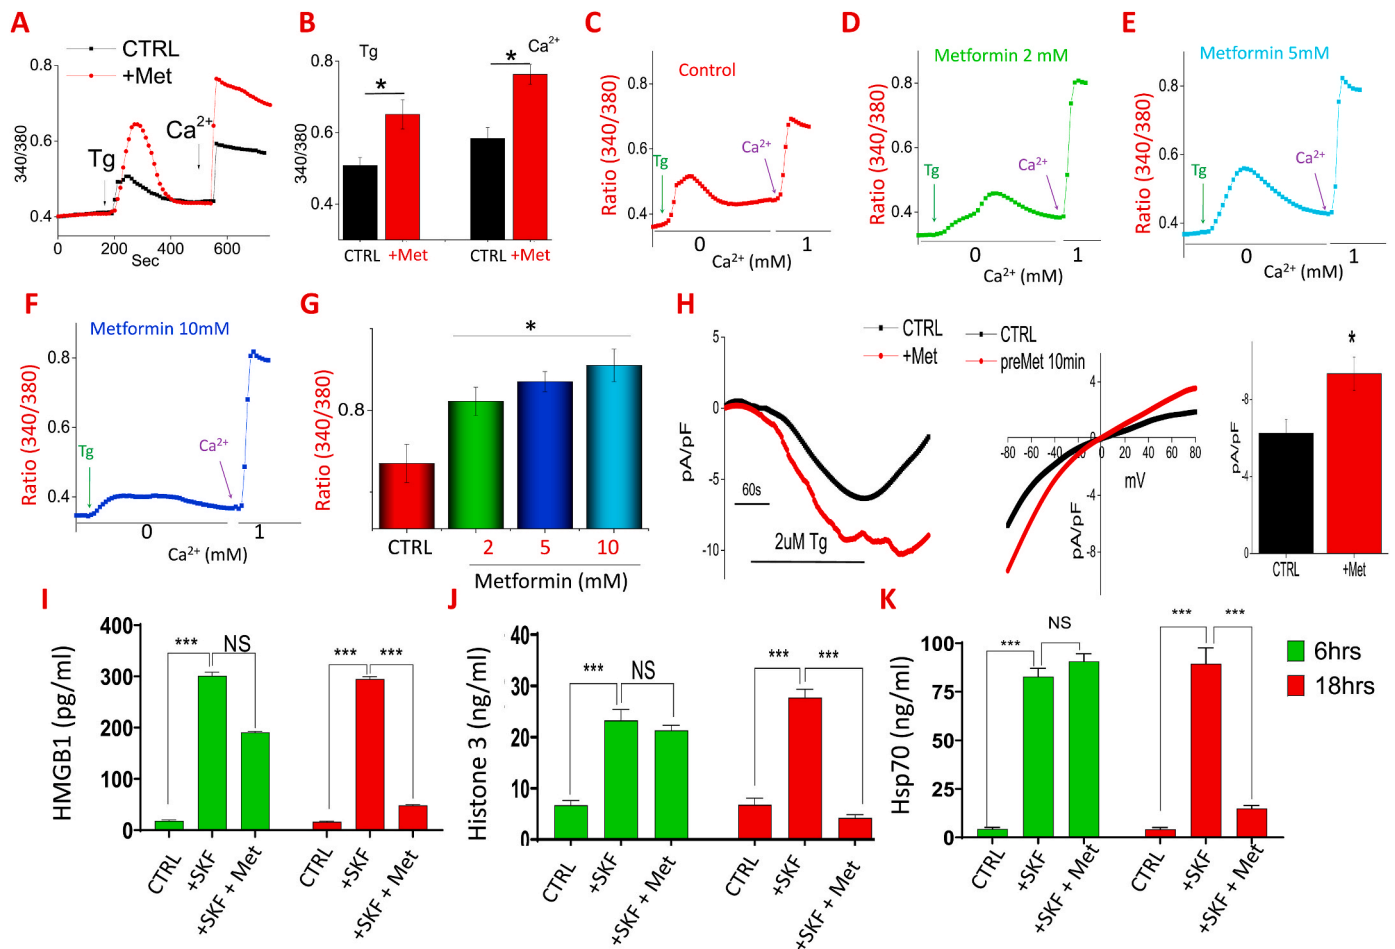 A
CTRL
+Met
0.8
0.6
0.4
340/380
Tg
Ca²⁺
0
200
400
600
Sec
B
Tg
Ca²⁺
*
*
0.8
0.6
0.4
340/380
CTRL +Met
CTRL +Met
C
Control
0.8
0.6
0.4
Ratio (340/380)
Tg
Ca²⁺
0
1
Ca²⁺ (mM)
D
Metformin 2 mM
0.8
0.6
0.4
Ratio (340/380)
Tg
Ca²⁺
0
1
Ca²⁺ (mM)
E
Metformin 5mM
0.8
0.6
0.4
Ratio (340/380)
Tg
Ca²⁺
0
1
Ca²⁺ (mM)
F
Metformin 10mM
0.8
0.6
0.4
Ratio (340/380)
Tg
Ca²⁺
0
1
Ca²⁺ (mM)
G
*
0.8
Ratio (340/380)
CTRL
2
5
10
Metformin (mM)
H
CTRL
+Met
5
0
-5
-10
pA/pF
60s
2uM Tg
CTRL
preMet 10min
4
-80 -60 -40 -20 0 20 40 60 80
mV
-4
-8
pA/pF
*
-8
-4
0
pA/pF
CTRL
+Met
I
400
300
200
100
0
HMGB1 (pg/ml)
*** NS
*** ***
CTRL
+SKF
+SKF + Met
CTRL
+SKF
+SKF + Met
J
40
30
20
10
0
Histone 3 (ng/ml)
*** NS
*** ***
CTRL
+SKF
+SKF + Met
CTRL
+SKF
+SKF + Met
K
100
75
50
25
0
Hsp70 (ng/ml)
*** NS
*** ***
CTRL
+SKF
+SKF + Met
CTRL
+SKF
+SKF + Met
6hrs
18hrs